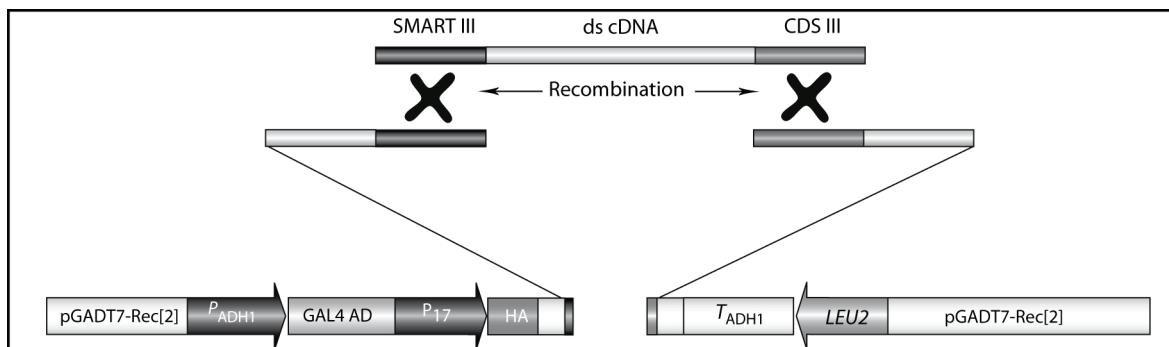 SMART III ds cDNA CDS III
Recombination
pGADT7-Rec[2] PADH1 GAL4 AD P17 HA TADH1 LEU2 pGADT7-Rec[2]